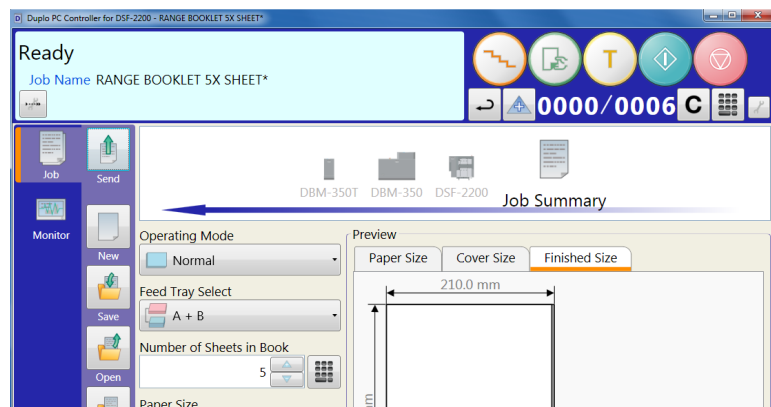 Duplo PC Controller for DSF-2200 - RANGE BOOKLET 5X SHEET*
Ready
Job Name RANGE BOOKLET 5X SHEET*
T
0000/0006 C
Job
Send
DBM-350T DBM-350 DSF-2200 Job Summary
Monitor
New
Operating Mode
Normal
Preview
Paper Size Cover Size Finished Size
Feed Tray Select
A + B
210.0 mm
Save
Number of Sheets in Book
5
Open
Paper Size